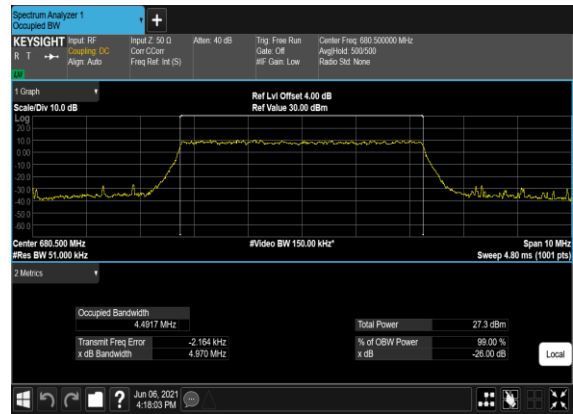 Spectrum Analyzer 1
Occupied BW
KEYSIGHT Input: RF Input Z: 50 Ω Atten: 40 dB Trig: Free Run Center Freq: 680.500000 MHz
R T Coupling: DC Corr CCorr Gate: Off Avg|Hold: 500/500
Align: Auto Freq Ref: Int (S) #IF Gain: Low Radio Std: None
LXI
1 Graph Ref Lvl Offset 4.00 dB
Scale/Div 10.0 dB Ref Value 30.00 dBm
Log
20.0
10.0
0.00
-10.0
-20.0
-30.0
-40.0
-50.0
-60.0
Center 680.500 MHz #Video BW 150.00 kHz* Span 10 MHz
#Res BW 51.000 kHz Sweep 4.80 ms (1001 pts)
2 Metrics
Occupied Bandwidth
4.4917 MHz Total Power 27.3 dBm
Transmit Freq Error -2.164 kHz % of OBW Power 99.00 %
x dB Bandwidth 4.970 MHz x dB -26.00 dB
Local
? Jun 06, 2021
4:18:03 PM